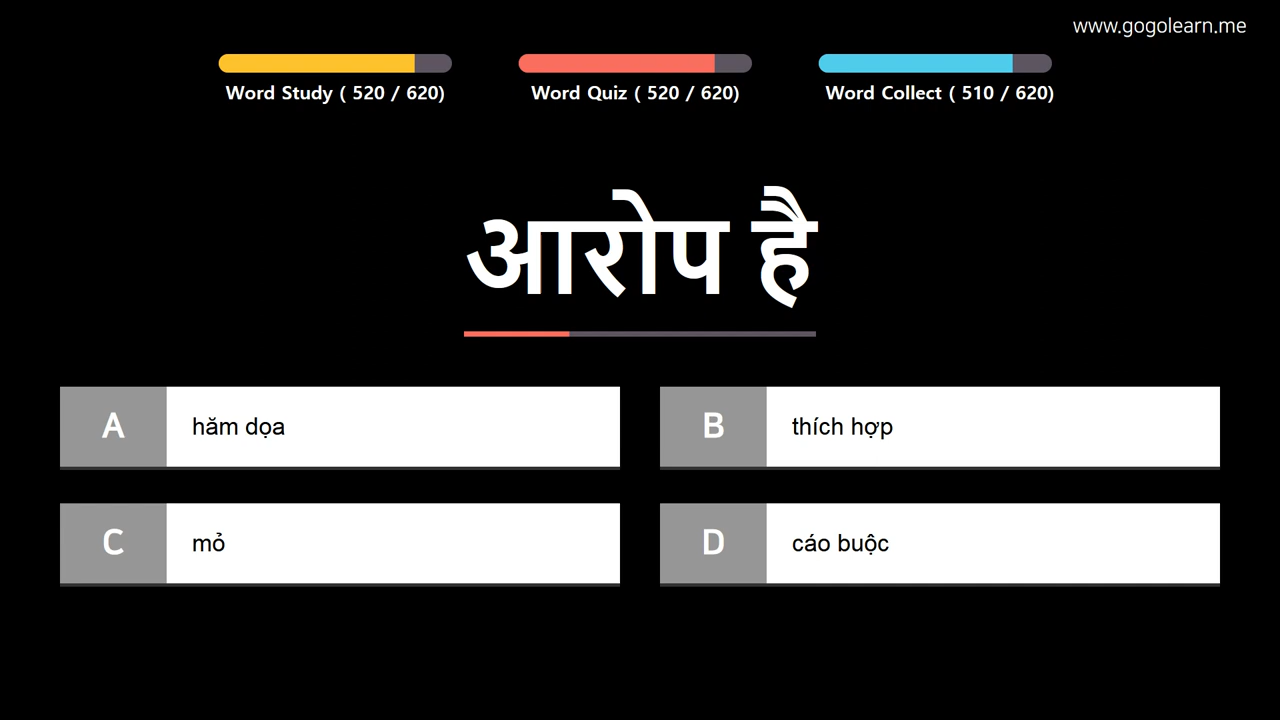 www.gogolearn.me
Word Study ( 520 / 620)
Word Quiz ( 520 / 620)
Word Collect ( 510 / 620)
आरोप है
A
hăm dọa
B
thích hợp
C
mỏ
D
cáo buộc